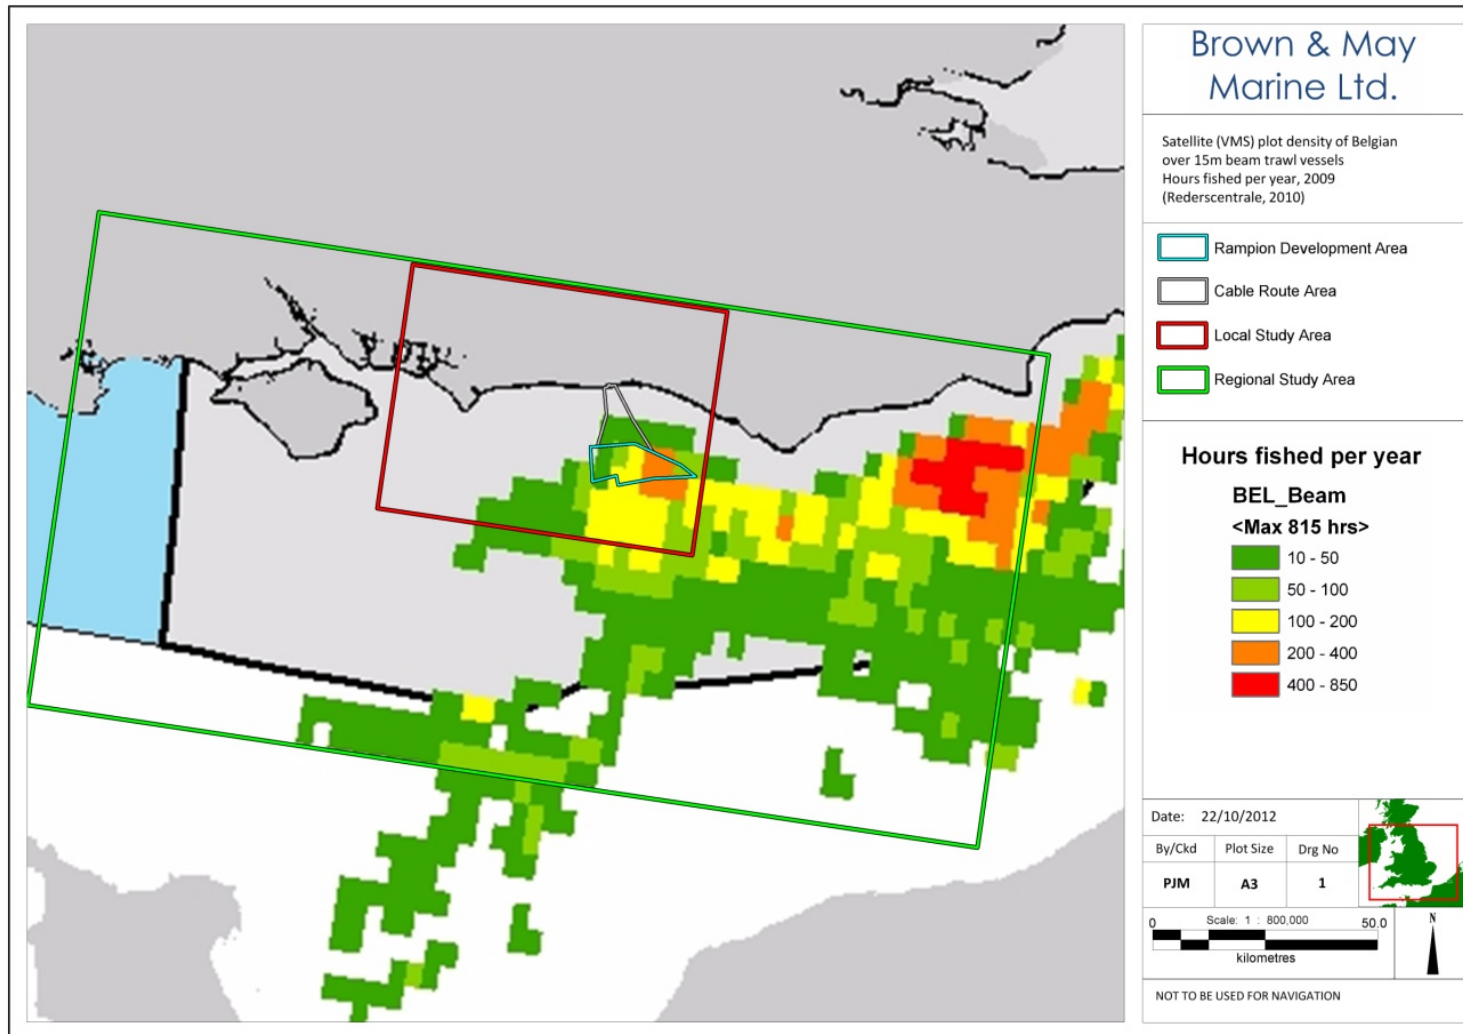 Brown & May
Marine Ltd.
Satellite (VMS) plot density of Belgian
over 15m beam trawl vessels
Hours fished per year, 2009
(Rederscentrale, 2010)
Rampion Development Area
Cable Route Area
Local Study Area
Regional Study Area
Hours fished per year
BEL_Beam
<Max 815 hrs>
10 - 50
50 - 100
100 - 200
200 - 400
400 - 850
Date: 22/10/2012
By/Ckd Plot Size Drg No
PJM A3 1
0 Scale: 1 : 800,000 50.0
kilometres
N
NOT TO BE USED FOR NAVIGATION